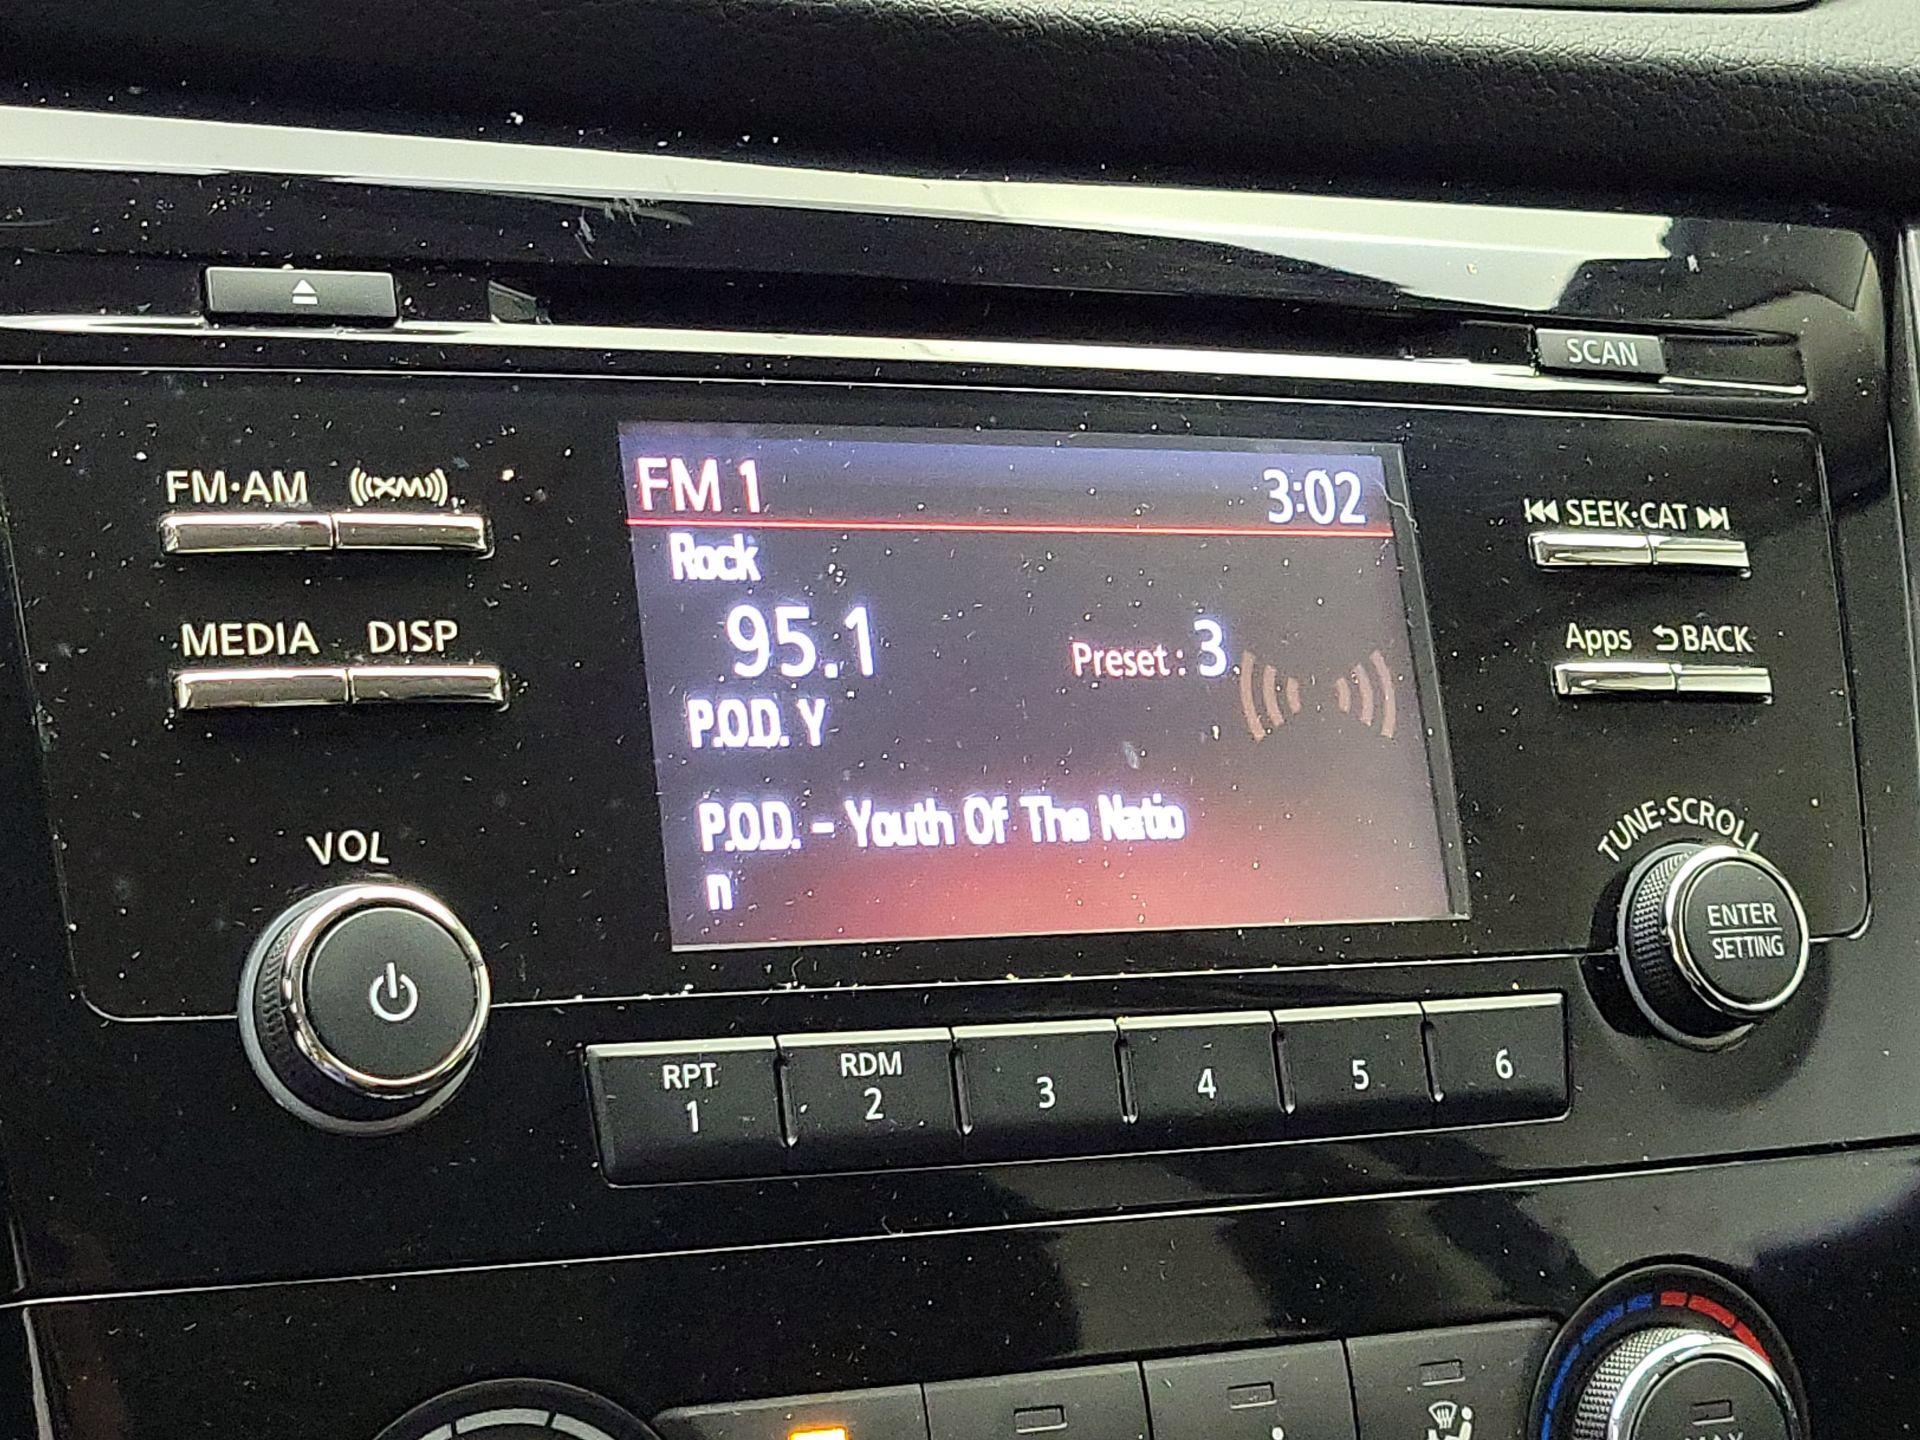 SCAN
FM·AM (((XM)))
FM 1 3:02
SEEK·CAT
Rock
95.1 Preset: 3
MEDIA DISP
Apps BACK
P.O.D. Y
P.O.D. - Youth Of The Natio
n
VOL
TUNE·SCROLL
ENTER
SETTING
RPT RDM
1 2 3 4 5 6